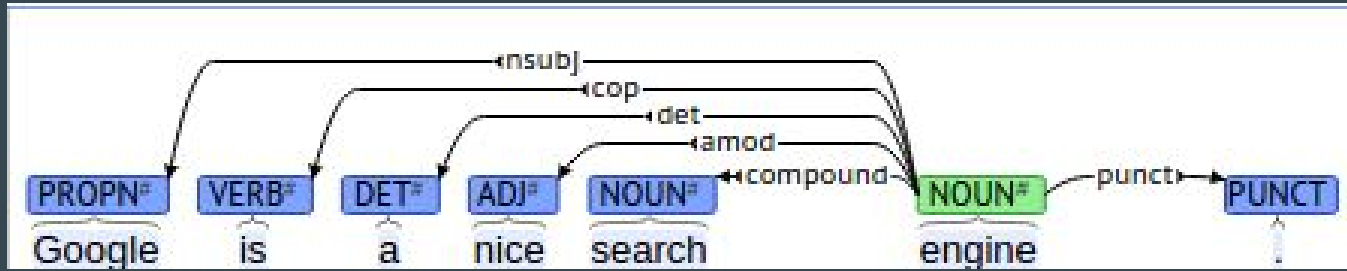 nsubj
cop
det
amod
compound
punct
PROPN# VERB# DET# ADJ# NOUN# NOUN# PUNCT
Google is a nice search engine .